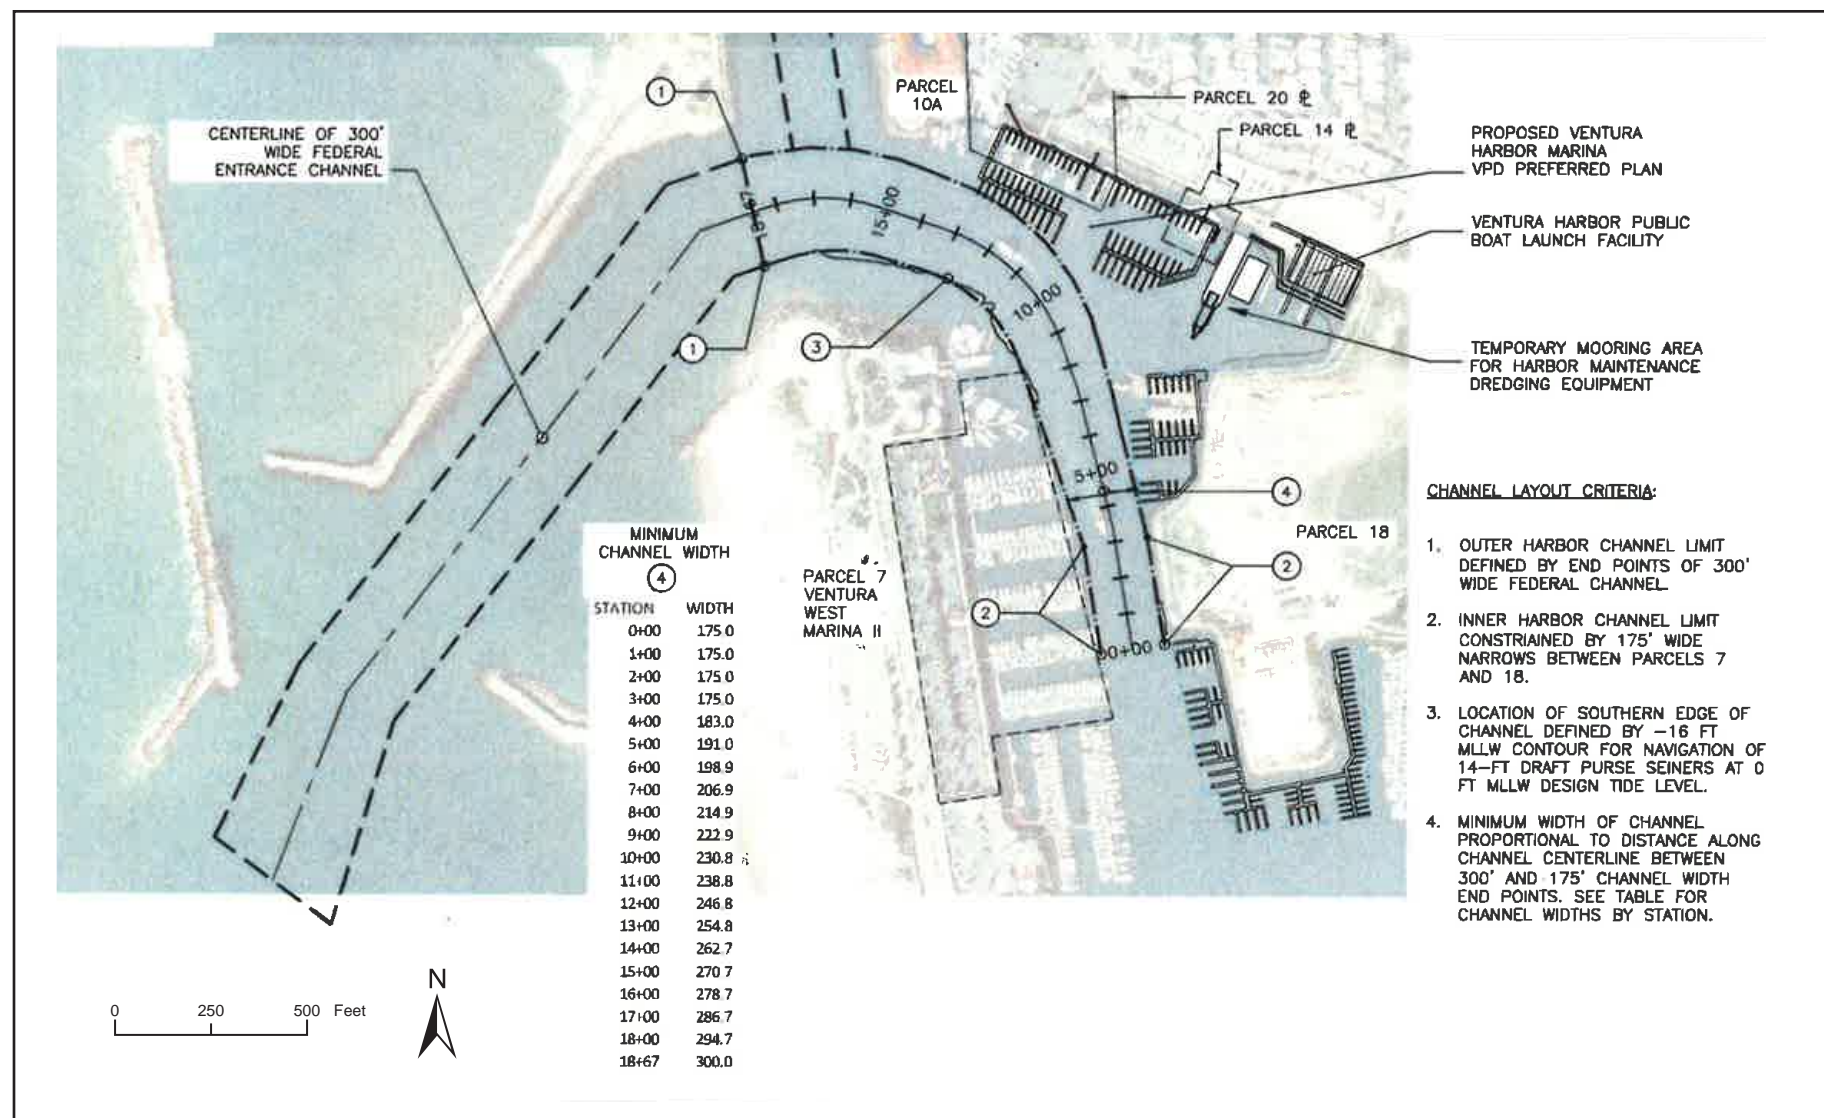 PARCEL
10A
PARCEL 20 ⅊
PARCEL 14 ⅊
1
CENTERLINE OF 300'
WIDE FEDERAL
ENTRANCE CHANNEL
PROPOSED VENTURA
HARBOR MARINA
VPD PREFERRED PLAN
VENTURA HARBOR PUBLIC
BOAT LAUNCH FACILITY
TEMPORARY MOORING AREA
FOR HARBOR MAINTENANCE
DREDGING EQUIPMENT
18+67
15+00
10+00
5+00
0+00
1
3
4
2
2
PARCEL 18
PARCEL 7
VENTURA
WEST
MARINA II
MINIMUM
CHANNEL WIDTH
4
STATION WIDTH
0+00 175.0
1+00 175.0
2+00 175.0
3+00 175.0
4+00 183.0
5+00 191.0
6+00 198.9
7+00 206.9
8+00 214.9
9+00 222.9
10+00 230.8
11+00 238.8
12+00 246.8
13+00 254.8
14+00 262.7
15+00 270.7
16+00 278.7
17+00 286.7
18+00 294.7
18+67 300.0
CHANNEL LAYOUT CRITERIA:
1. OUTER HARBOR CHANNEL LIMIT
DEFINED BY END POINTS OF 300'
WIDE FEDERAL CHANNEL
2. INNER HARBOR CHANNEL LIMIT
CONSTRIAINED BY 175' WIDE
NARROWS BETWEEN PARCELS 7
AND 18.
3. LOCATION OF SOUTHERN EDGE OF
CHANNEL DEFINED BY -16 FT
MLLW CONTOUR FOR NAVIGATION OF
14-FT DRAFT PURSE SEINERS AT 0
FT MLLW DESIGN TIDE LEVEL.
4. MINIMUM WIDTH OF CHANNEL
PROPORTIONAL TO DISTANCE ALONG
CHANNEL CENTERLINE BETWEEN
300' AND 175' CHANNEL WIDTH
END POINTS. SEE TABLE FOR
CHANNEL WIDTHS BY STATION.
0 250 500 Feet
N